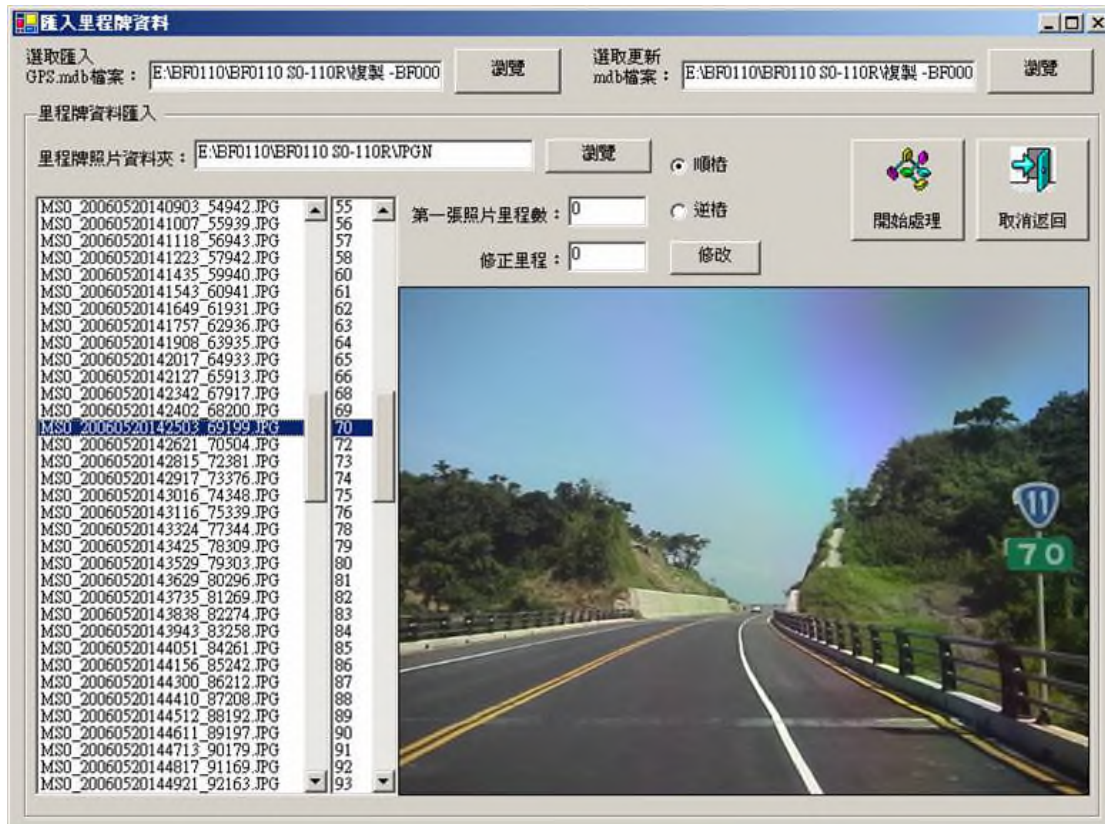 匯入里程牌資料
選取匯入
GPS.mdb檔案： E:\BF0110\BF0110 S0-110R\複製 -BF000 瀏覽
選取更新
mdb檔案： E:\BF0110\BF0110 S0-110R\複製 -BF000 瀏覽
里程牌資料匯入
里程牌照片資料夾： E:\BF0110\BF0110 S0-110R\JPGN 瀏覽
順樁
逆樁
第一張照片里程數： 0
修正里程： 0 修改
開始處理
取消返回
MS0_20060520140903_54942.JPG 55
MS0_20060520141007_55939.JPG 56
MS0_20060520141118_56943.JPG 57
MS0_20060520141223_57942.JPG 58
MS0_20060520141435_59940.JPG 60
MS0_20060520141543_60941.JPG 61
MS0_20060520141649_61931.JPG 62
MS0_20060520141757_62936.JPG 63
MS0_20060520141908_63935.JPG 64
MS0_20060520142017_64933.JPG 65
MS0_20060520142127_65913.JPG 66
MS0_20060520142342_67917.JPG 68
MS0_20060520142402_68200.JPG 69
MS0_20060520142503_69199.JPG 70
MS0_20060520142621_70504.JPG 72
MS0_20060520142815_72381.JPG 73
MS0_20060520142917_73376.JPG 74
MS0_20060520143016_74348.JPG 75
MS0_20060520143116_75339.JPG 76
MS0_20060520143324_77344.JPG 78
MS0_20060520143425_78309.JPG 79
MS0_20060520143529_79303.JPG 80
MS0_20060520143629_80296.JPG 81
MS0_20060520143735_81269.JPG 82
MS0_20060520143838_82274.JPG 83
MS0_20060520143943_83258.JPG 84
MS0_20060520144051_84261.JPG 85
MS0_20060520144156_85242.JPG 86
MS0_20060520144300_86212.JPG 87
MS0_20060520144410_87208.JPG 88
MS0_20060520144512_88192.JPG 89
MS0_20060520144611_89197.JPG 90
MS0_20060520144713_90179.JPG 91
MS0_20060520144817_91169.JPG 92
MS0_20060520144921_92163.JPG 93
11
70